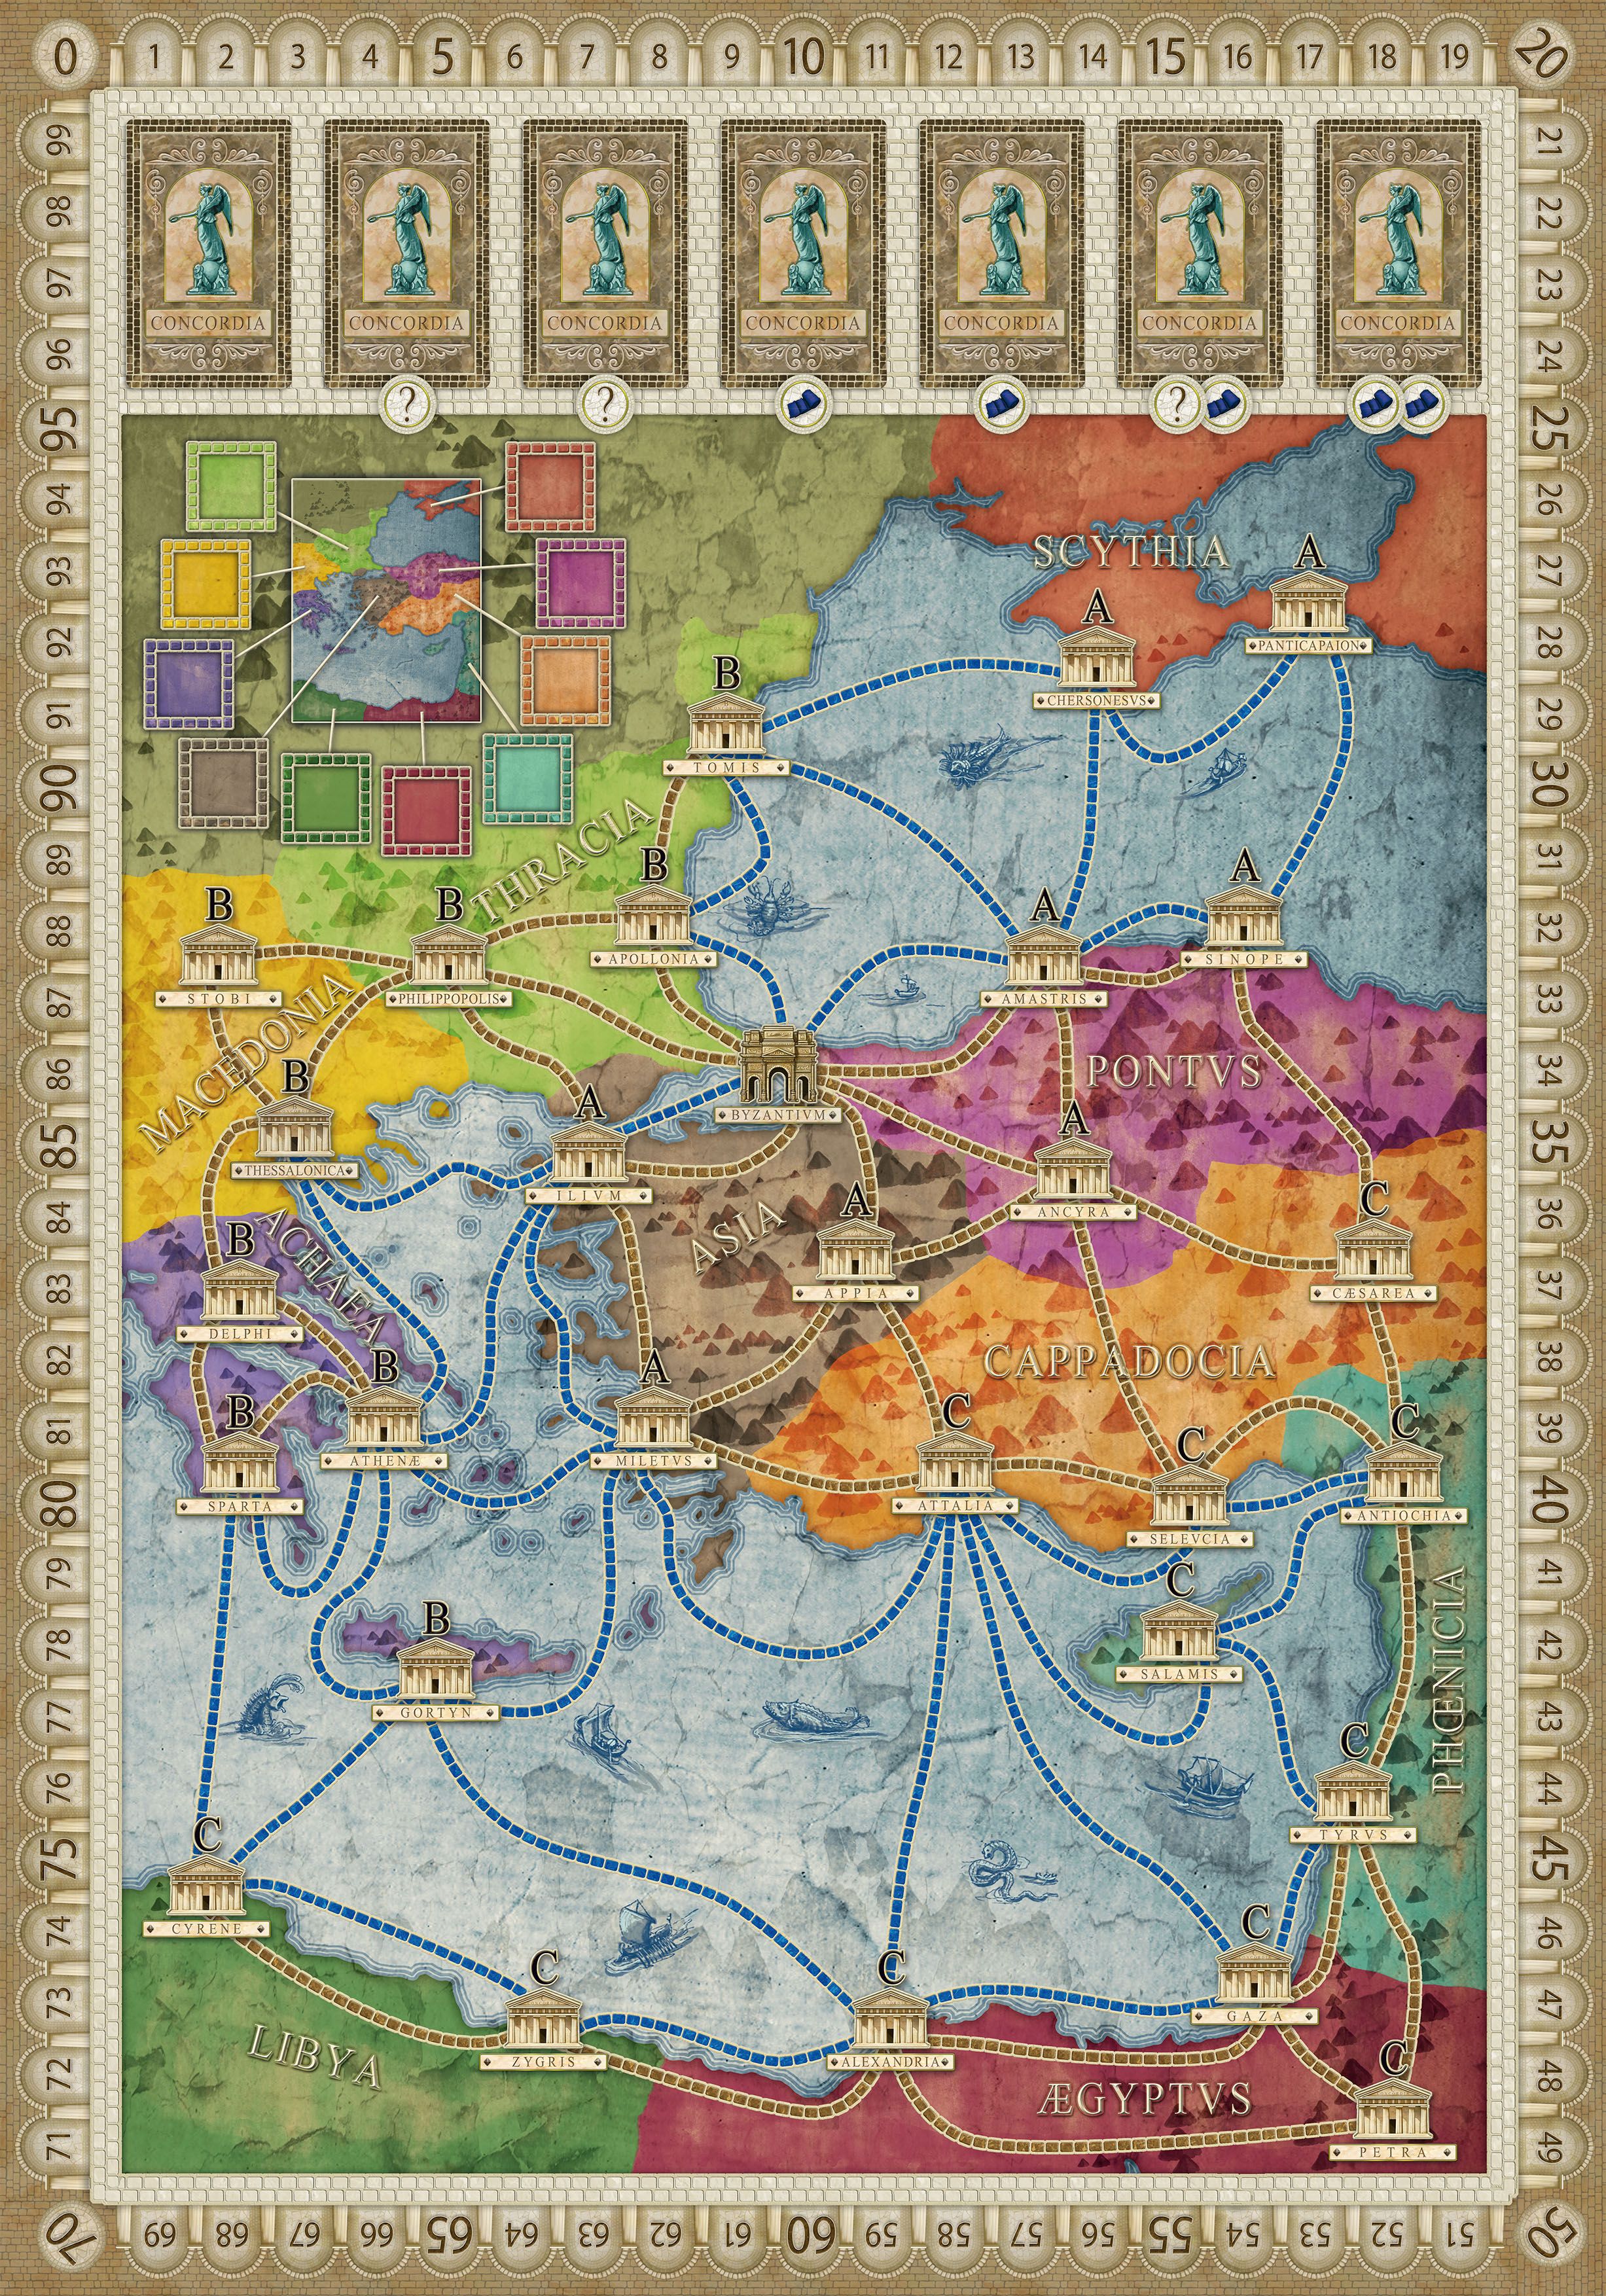 0 1 2 3 4 5 6 7 8 9 10 11 12 13 14 15 16 17 18 19 20
99 21
98 22
97 23
96 24
95 25
94 26
93 27
92 28
91 29
90 30
89 31
88 32
87 33
86 34
85 35
84 36
83 37
82 38
81 39
80 40
79 41
78 42
77 43
76 44
75 45
74 46
73 47
72 48
71 49
70 69 68 67 66 65 64 63 62 61 60 59 58 57 56 55 54 53 52 51 50
CONCORDIA CONCORDIA CONCORDIA CONCORDIA CONCORDIA CONCORDIA CONCORDIA
? ? ?
SCYTHIA
A
PANTICAPAION
A
CHERSONESVS
B
TOMIS
THRACIA
B
APOLLONIA
B
STOBI
B
PHILIPPOPOLIS
A
AMASTRIS
A
SINOPE
MACEDONIA
PONTVS
BYZANTIVM
B
THESSALONICA
A
ILIVM
A
ANCYRA
ASIA
A
APPIA
C
CÆSAREA
ACHAEA
B
DELPHI
CAPPADOCIA
B
SPARTA
B
ATHENÆ
A
MILETVS
C
ATTALIA
C
SELEVCIA
C
ANTIOCHIA
B
GORTYN
C
SALAMIS
PHŒNICIA
C
TYRVS
C
CYRENE
C
ZYGRIS
C
ALEXANDRIA
C
GAZA
LIBYA
ÆGYPTVS
C
PETRA